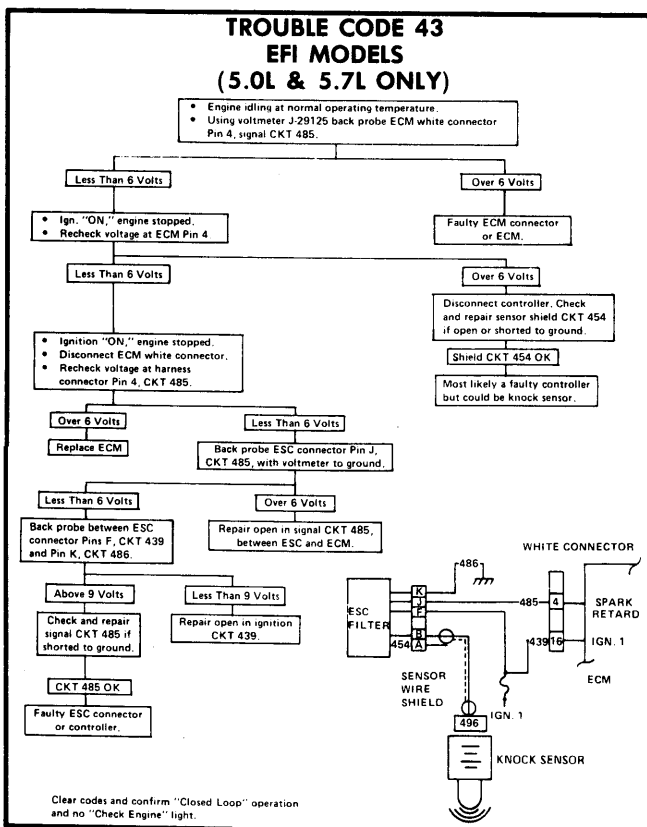 TROUBLE CODE 43
EFI MODELS
(5.0L & 5.7L ONLY)
• Engine idling at normal operating temperature.
• Using voltmeter J-29125 back probe ECM white connector
Pin 4, signal CKT 485.
Less Than 6 Volts
Over 6 Volts
• Ign. "ON," engine stopped.
• Recheck voltage at ECM Pin 4.
Faulty ECM connector
or ECM.
Less Than 6 Volts
Over 6 Volts
Disconnect controller. Check
and repair sensor shield CKT 454
if open or shorted to ground.
Shield CKT 454 OK
Most likely a faulty controller
but could be knock sensor.
• Ignition "ON," engine stopped.
• Disconnect ECM white connector.
• Recheck voltage at harness
connector Pin 4, CKT 485.
Over 6 Volts
Less Than 6 Volts
Replace ECM
Back probe ESC connector Pin J,
CKT 485, with voltmeter to ground.
Less Than 6 Volts
Over 6 Volts
Back probe between ESC
connector Pins F, CKT 439
and Pin K, CKT 486.
Repair open in signal CKT 485,
between ESC and ECM.
Above 9 Volts
Less Than 9 Volts
Check and repair
signal CKT 485 if
shorted to ground.
Repair open in ignition
CKT 439.
CKT 485 OK
Faulty ESC connector
or controller.
WHITE CONNECTOR
ESC
FILTER
K
J
F
B
A
486
485
4
SPARK
RETARD
439
16
IGN. 1
ECM
454
SENSOR
WIRE
SHIELD
IGN. 1
496
KNOCK SENSOR
Clear codes and confirm "Closed Loop" operation
and no "Check Engine" light.